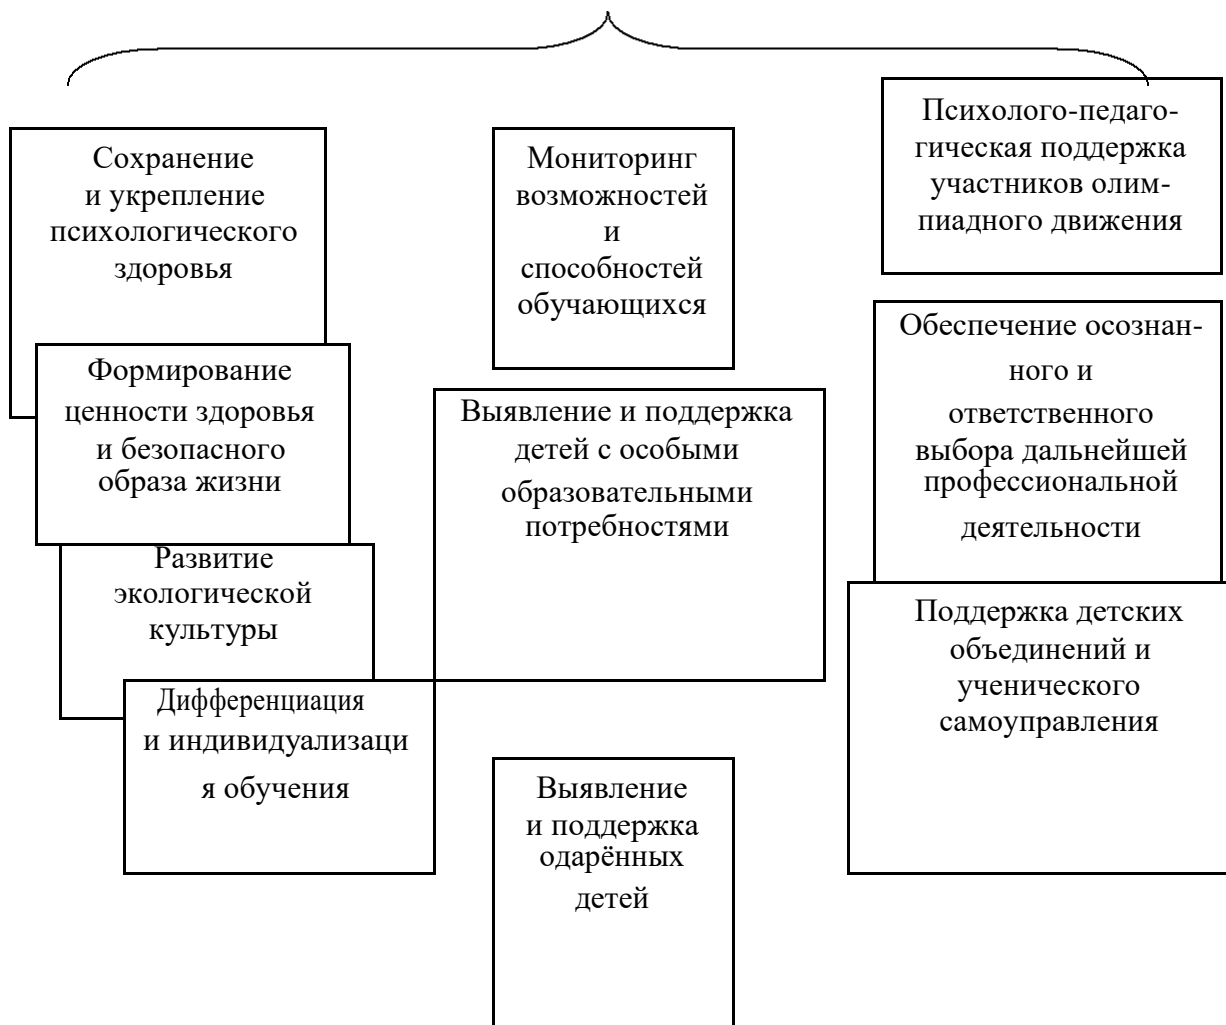 Сохранение
и укрепление
психологического
здоровья
Формирование
ценности здоровья
и безопасного
образа жизни
Развитие
экологической
культуры
Дифференциация
и индивидуализаци
я обучения
Мониторинг
возможностей
и
способностей
обучающихся
Выявление и поддержка
детей с особыми
образовательными
потребностями
Выявление
и поддержка
одарённых
детей
Психолого-педаго-
гическая поддержка
участников олим-
пиадного движения
Обеспечение осознан-
ного и
ответственного
выбора дальнейшей
профессиональной
деятельности
Поддержка детских
объединений и
ученического
самоуправления